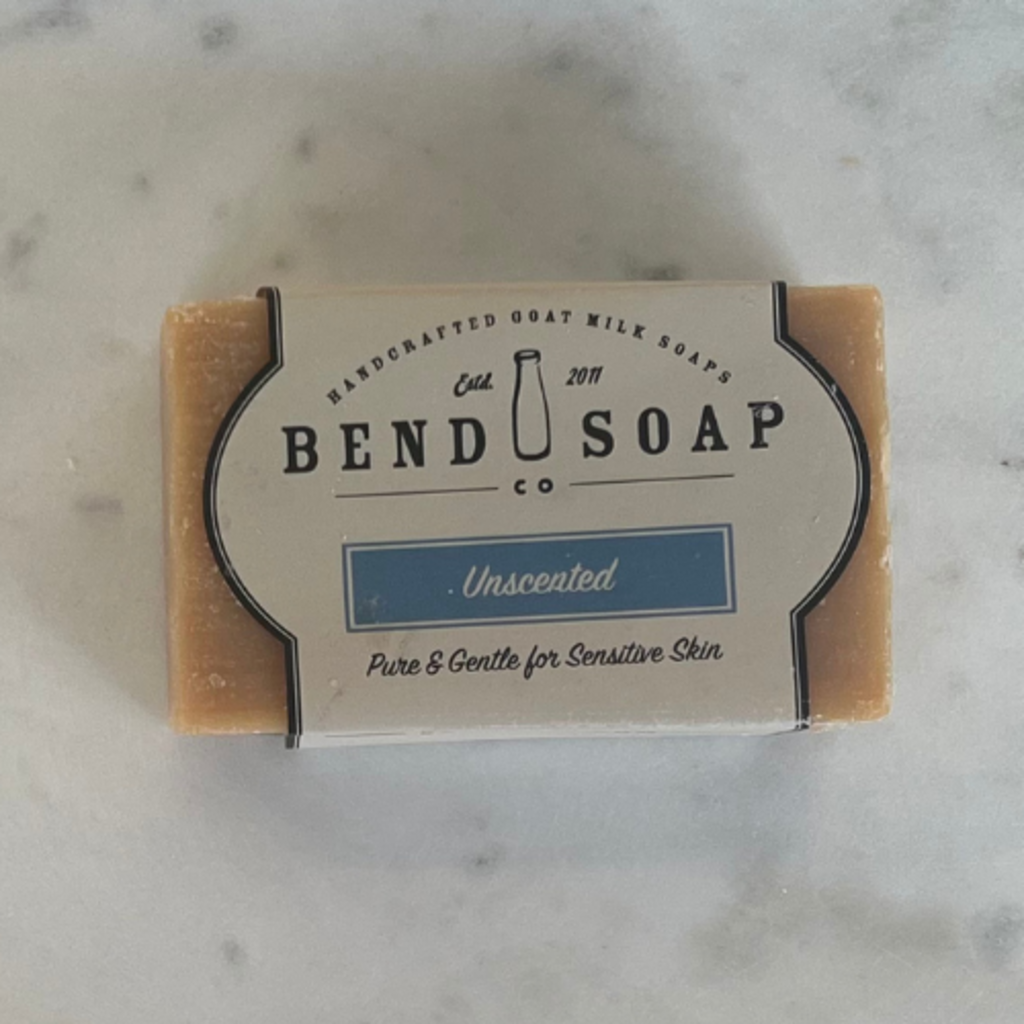 HANDCRAFTED GOAT MILK SOAPS
Estd. 2011
BEND SOAP
CO
Unscented
Pure & Gentle for Sensitive Skin